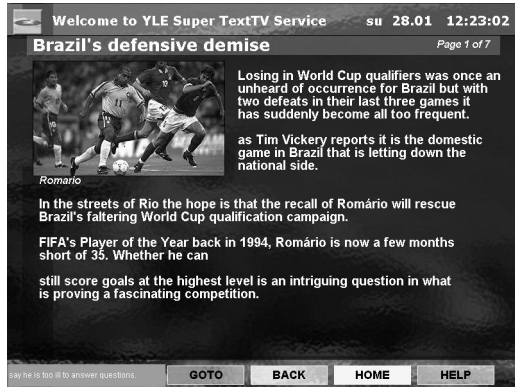 Welcome to YLE Super TextTV Service su 28.01 12:23:02
Brazil's defensive demise Page 1 of 7
Losing in World Cup qualifiers was once an
unheard of occurrence for Brazil but with
two defeats in their last three games it
has suddenly become all too frequent.
as Tim Vickery reports it is the domestic
game in Brazil that is letting down the
national side.
Romario
In the streets of Rio the hope is that the recall of Romário will rescue
Brazil's faltering World Cup qualification campaign.
FIFA's Player of the Year back in 1994, Romário is now a few months
short of 35. Whether he can
still score goals at the highest level is an intriguing question in what
is proving a fascinating competition.
say he is too ill to answer questions. GOTO BACK HOME HELP